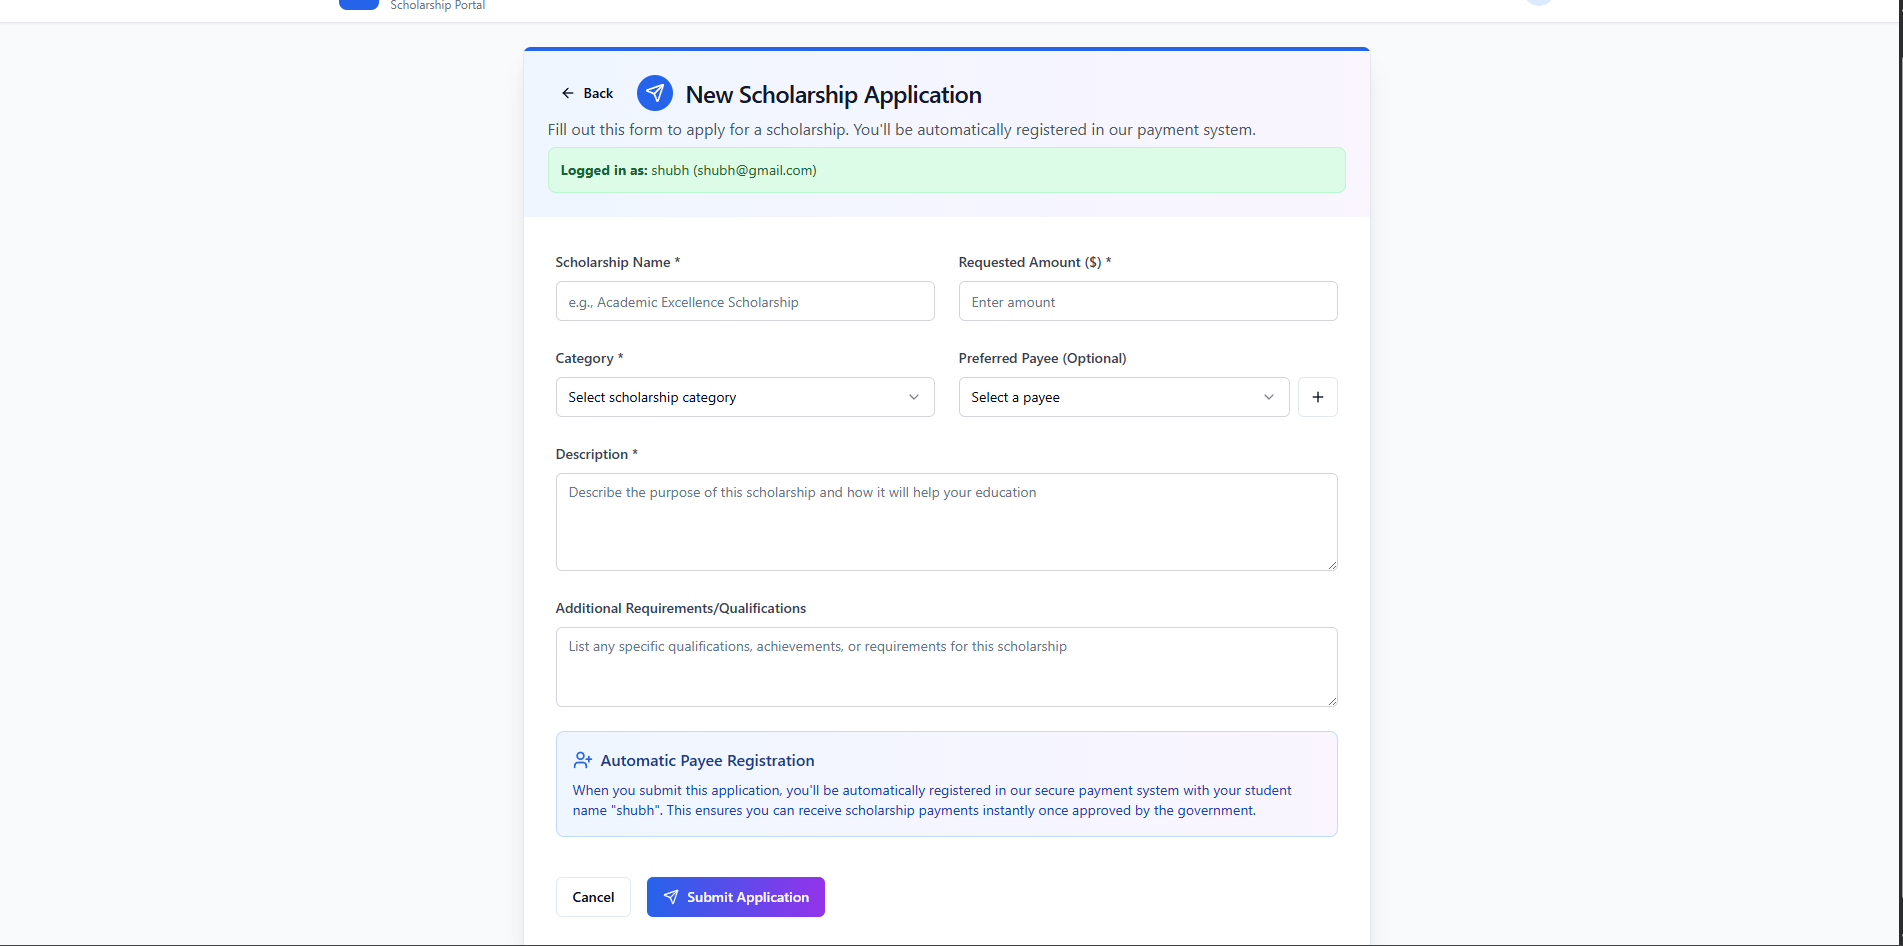 Scholarship Portal
Back
New Scholarship Application
Fill out this form to apply for a scholarship. You'll be automatically registered in our payment system.
Logged in as: shubh (shubh@gmail.com)
Scholarship Name *
Requested Amount ($) *
e.g., Academic Excellence Scholarship
Enter amount
Category *
Preferred Payee (Optional)
Select scholarship category
Select a payee
+
Description *
Describe the purpose of this scholarship and how it will help your education
Additional Requirements/Qualifications
List any specific qualifications, achievements, or requirements for this scholarship
Automatic Payee Registration
When you submit this application, you'll be automatically registered in our secure payment system with your student
name "shubh". This ensures you can receive scholarship payments instantly once approved by the government.
Cancel
Submit Application